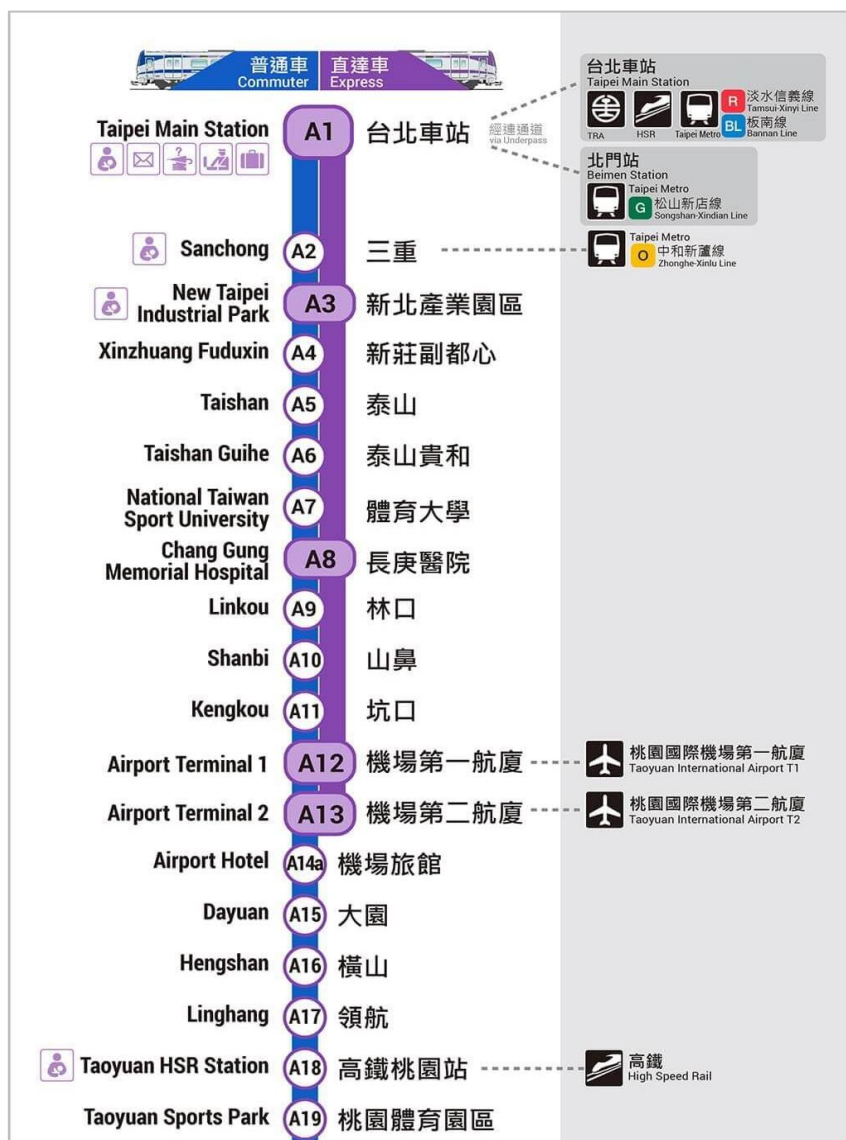 普通車 直達車
Commuter Express
Taipei Main Station A1 台北車站
經連通道
via Underpass
台北車站
Taipei Main Station
TRA HSR Taipei Metro
R 淡水信義線
Tamsui-Xinyi Line
BL 板南線
Bannan Line
北門站
Beimen Station
Taipei Metro
G 松山新店線
Songshan-Xindian Line
Sanchong A2 三重
Taipei Metro
O 中和新蘆線
Zhonghe-Xinlu Line
New Taipei
Industrial Park A3 新北產業園區
Xinzhuang Fuduxin A4 新莊副都心
Taishan A5 泰山
Taishan Guihe A6 泰山貴和
National Taiwan
Sport University A7 體育大學
Chang Gung
Memorial Hospital A8 長庚醫院
Linkou A9 林口
Shanbi A10 山鼻
Kengkou A11 坑口
Airport Terminal 1 A12 機場第一航廈
桃園國際機場第一航廈
Taoyuan International Airport T1
Airport Terminal 2 A13 機場第二航廈
桃園國際機場第二航廈
Taoyuan International Airport T2
Airport Hotel A14a 機場旅館
Dayuan A15 大園
Hengshan A16 橫山
Linghang A17 領航
Taoyuan HSR Station A18 高鐵桃園站
高鐵
High Speed Rail
Taoyuan Sports Park A19 桃園體育園區